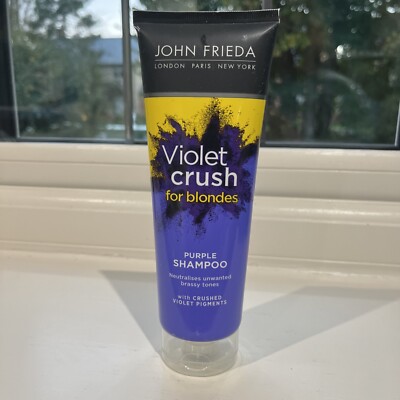 JOHN FRIEDA
LONDON PARIS NEW YORK
Violet
crush
for blondes
PURPLE
SHAMPOO
Neutralises unwanted
brassy tones
with CRUSHED
VIOLET PIGMENTS